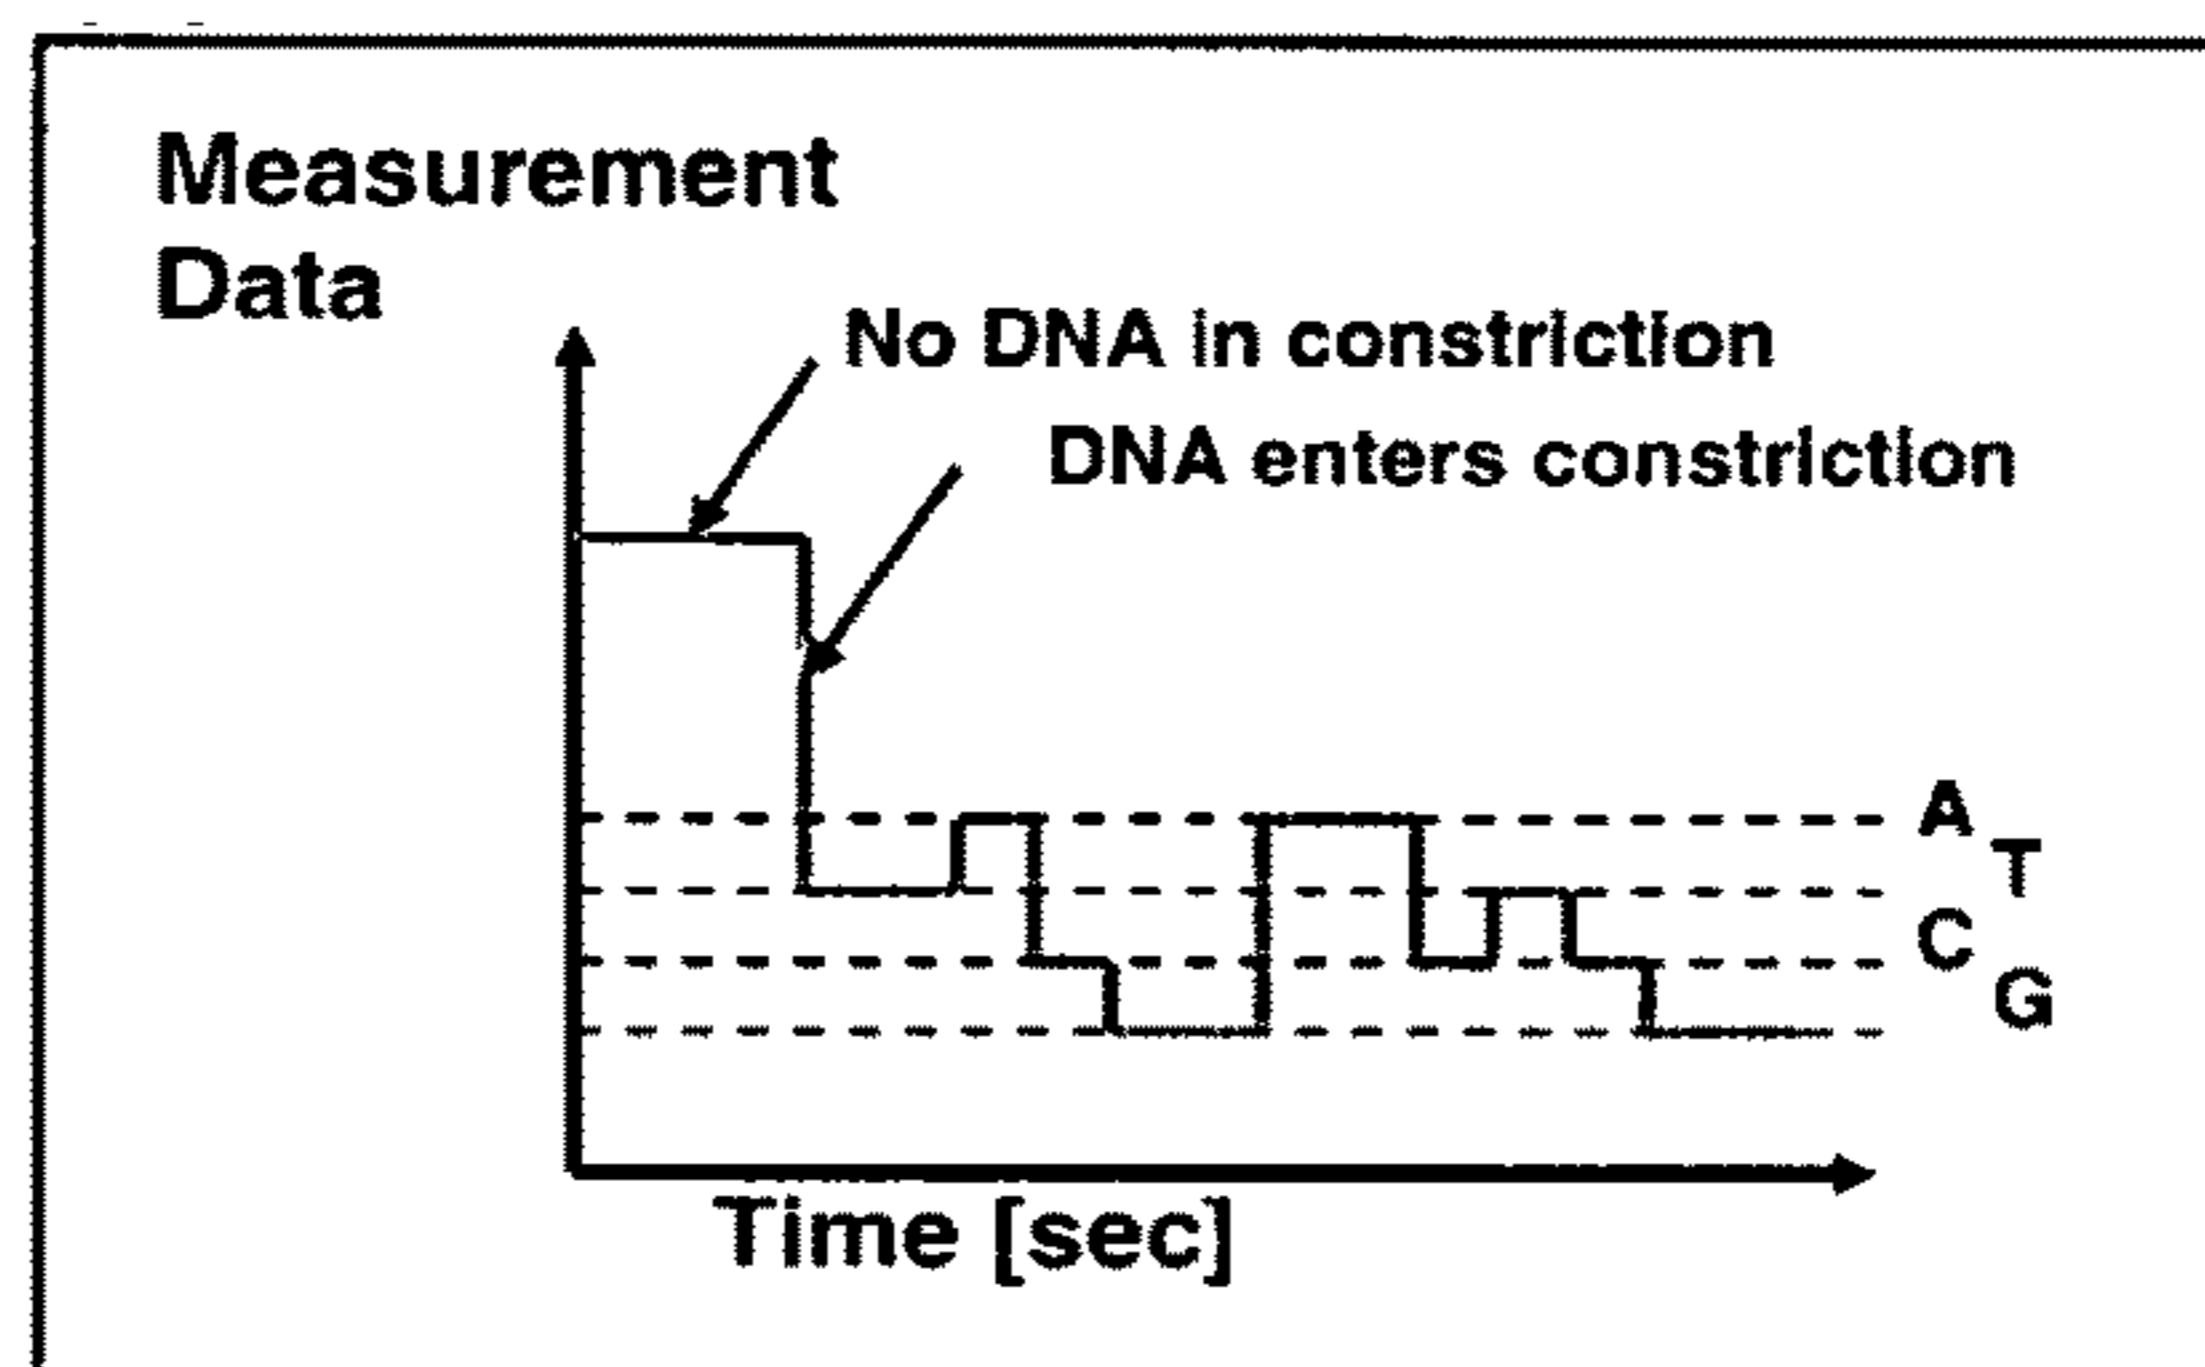 Measurement
Data
No DNA in constriction
DNA enters constriction
A
T
C
G
Time [sec]